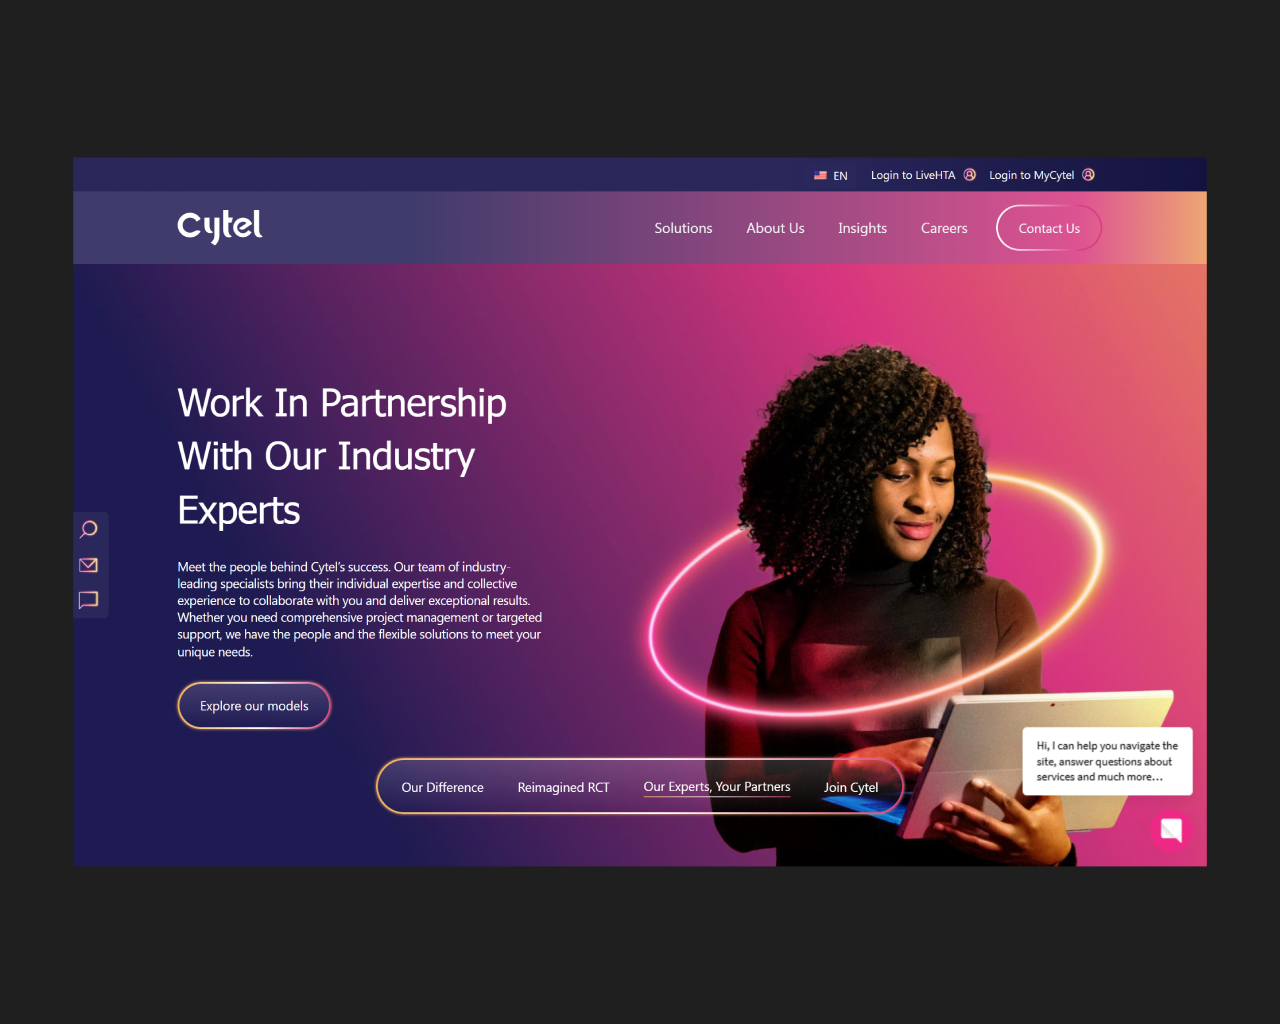 EN Login to LiveHTA Login to MyCytel
Cytel Solutions About Us Insights Careers Contact Us
Work In Partnership
With Our Industry
Experts
Meet the people behind Cytel's success. Our team of industry-
leading specialists bring their individual expertise and collective
experience to collaborate with you and deliver exceptional results.
Whether you need comprehensive project management or targeted
support, we have the people and the flexible solutions to meet your
unique needs.
Explore our models
Our Difference Reimagined RCT Our Experts, Your Partners Join Cytel
Hi, I can help you navigate the
site, answer questions about
services and much more...